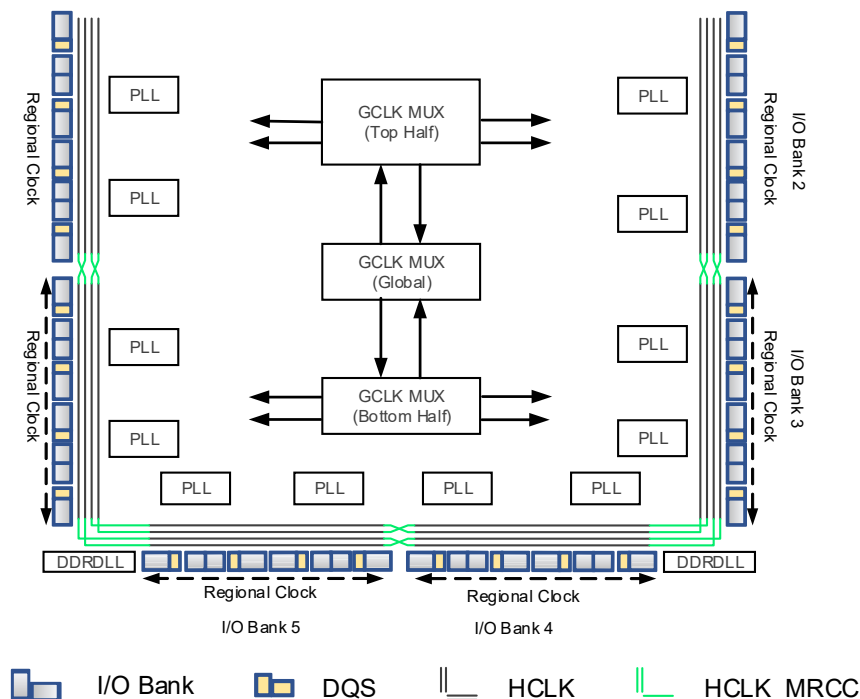 PLL
PLL
GCLK MUX
(Top Half)
Regional Clock
Regional Clock
I/O Bank 2
PLL
PLL
GCLK MUX
(Global)
PLL
PLL
Regional Clock
Regional Clock
I/O Bank 3
GCLK MUX
(Bottom Half)
PLL
PLL
PLL
PLL
PLL
PLL
DDRDLL
DDRDLL
Regional Clock
Regional Clock
I/O Bank 5
I/O Bank 4
I/O Bank
DQS
HCLK
HCLK MRCC